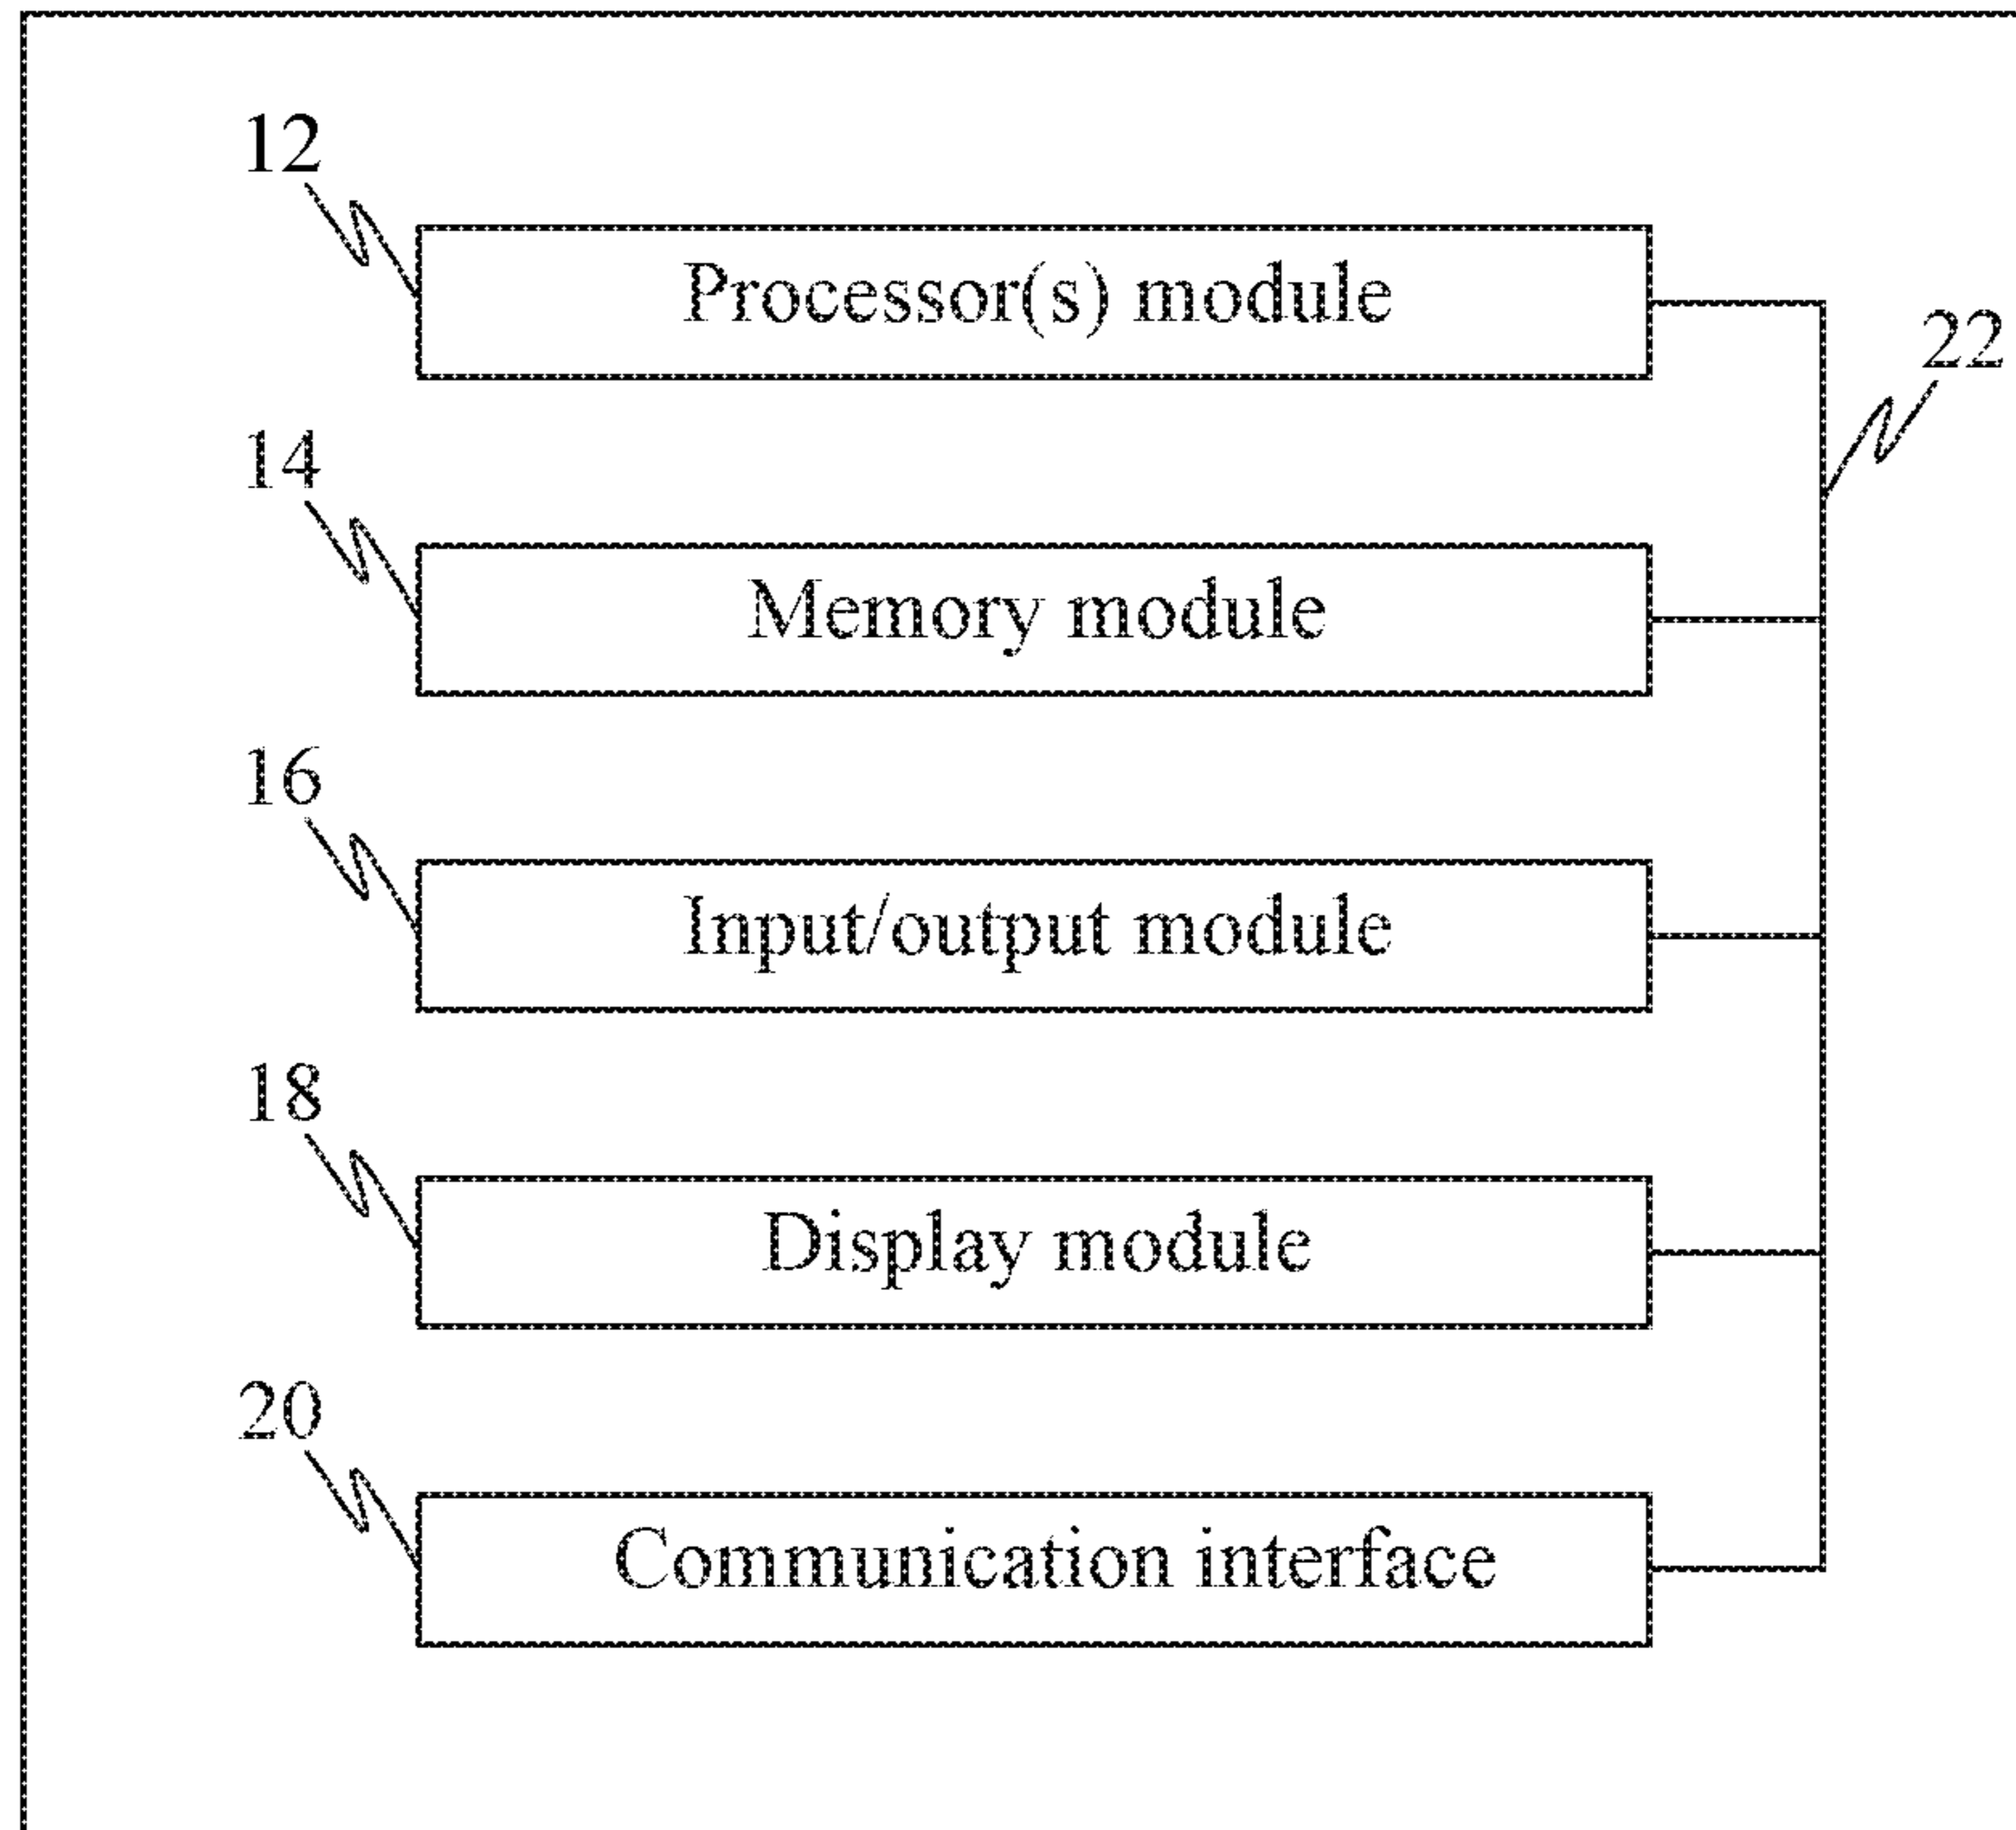 12
Processor(s) module
22
14
Memory module
16
Input/output module
18
Display module
20
Communication interface